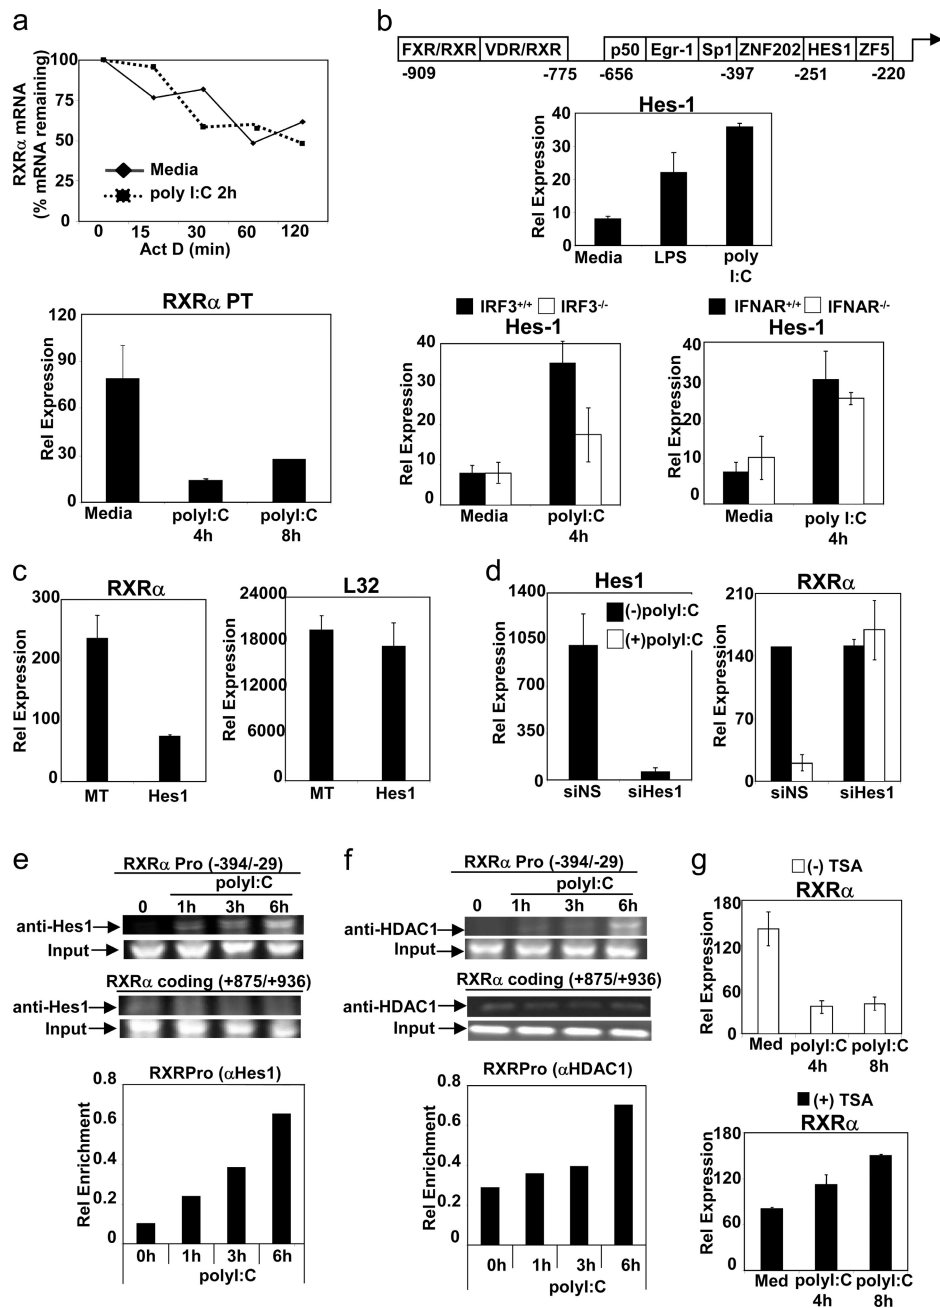 a
100
75
50
25
0
RXRα mRNA
(% mRNA remaining)
Media
poly I:C 2h
0 15 30 60 120
Act D (min)
RXRα PT
90
60
30
0
Rel Expression
Media polyI:C polyI:C
4h 8h
b
FXR/RXR VDR/RXR p50 Egr-1 Sp1 ZNF202 HES1 ZF5
-909 -775 -656 -397 -251 -220
Hes-1
40
30
20
10
0
Rel Expression
Media LPS poly
I:C
IRF3+/+ IRF3-/-
Hes-1
40
30
20
10
0
Rel Expression
Media polyI:C
4h
IFNAR+/+ IFNAR-/-
Hes-1
40
30
20
10
0
Rel Expression
Media poly I:C
4h
c
RXRα
300
200
100
0
Rel Expression
MT Hes1
L32
24000
18000
12000
6000
0
Rel Expression
MT Hes1
d
Hes1
1400
1050
700
350
0
Rel Expression
(-)polyI:C
(+)polyI:C
siNS siHes1
RXRα
210
140
70
0
Rel Expression
siNS siHes1
e
RXRα Pro (-394/-29)
polyI:C
0 1h 3h 6h
anti-Hes1
Input
RXRα coding (+875/+936)
anti-Hes1
Input
RXRPro (αHes1)
0.8
0.6
0.4
0.2
0
Rel Enrichment
0h 1h 3h 6h
polyI:C
f
RXRα Pro (-394/-29)
polyI:C
0 1h 3h 6h
anti-HDAC1
Input
RXRα coding (+875/+936)
anti-HDAC1
Input
RXRPro (αHDAC1)
0.8
0.6
0.4
0.2
0
Rel Enrichment
0h 1h 3h 6h
polyI:C
g
(-) TSA
RXRα
180
120
60
0
Rel Expression
Med polyI:C polyI:C
4h 8h
(+) TSA
RXRα
180
120
60
0
Rel Expression
Med polyI:C polyI:C
4h 8h